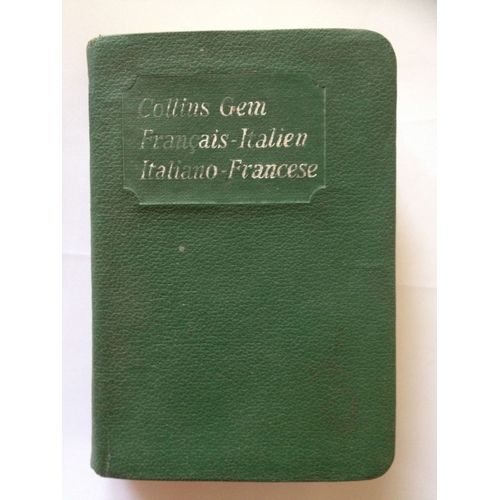 Collins Gem
Français-Italien
Italiano-Francese